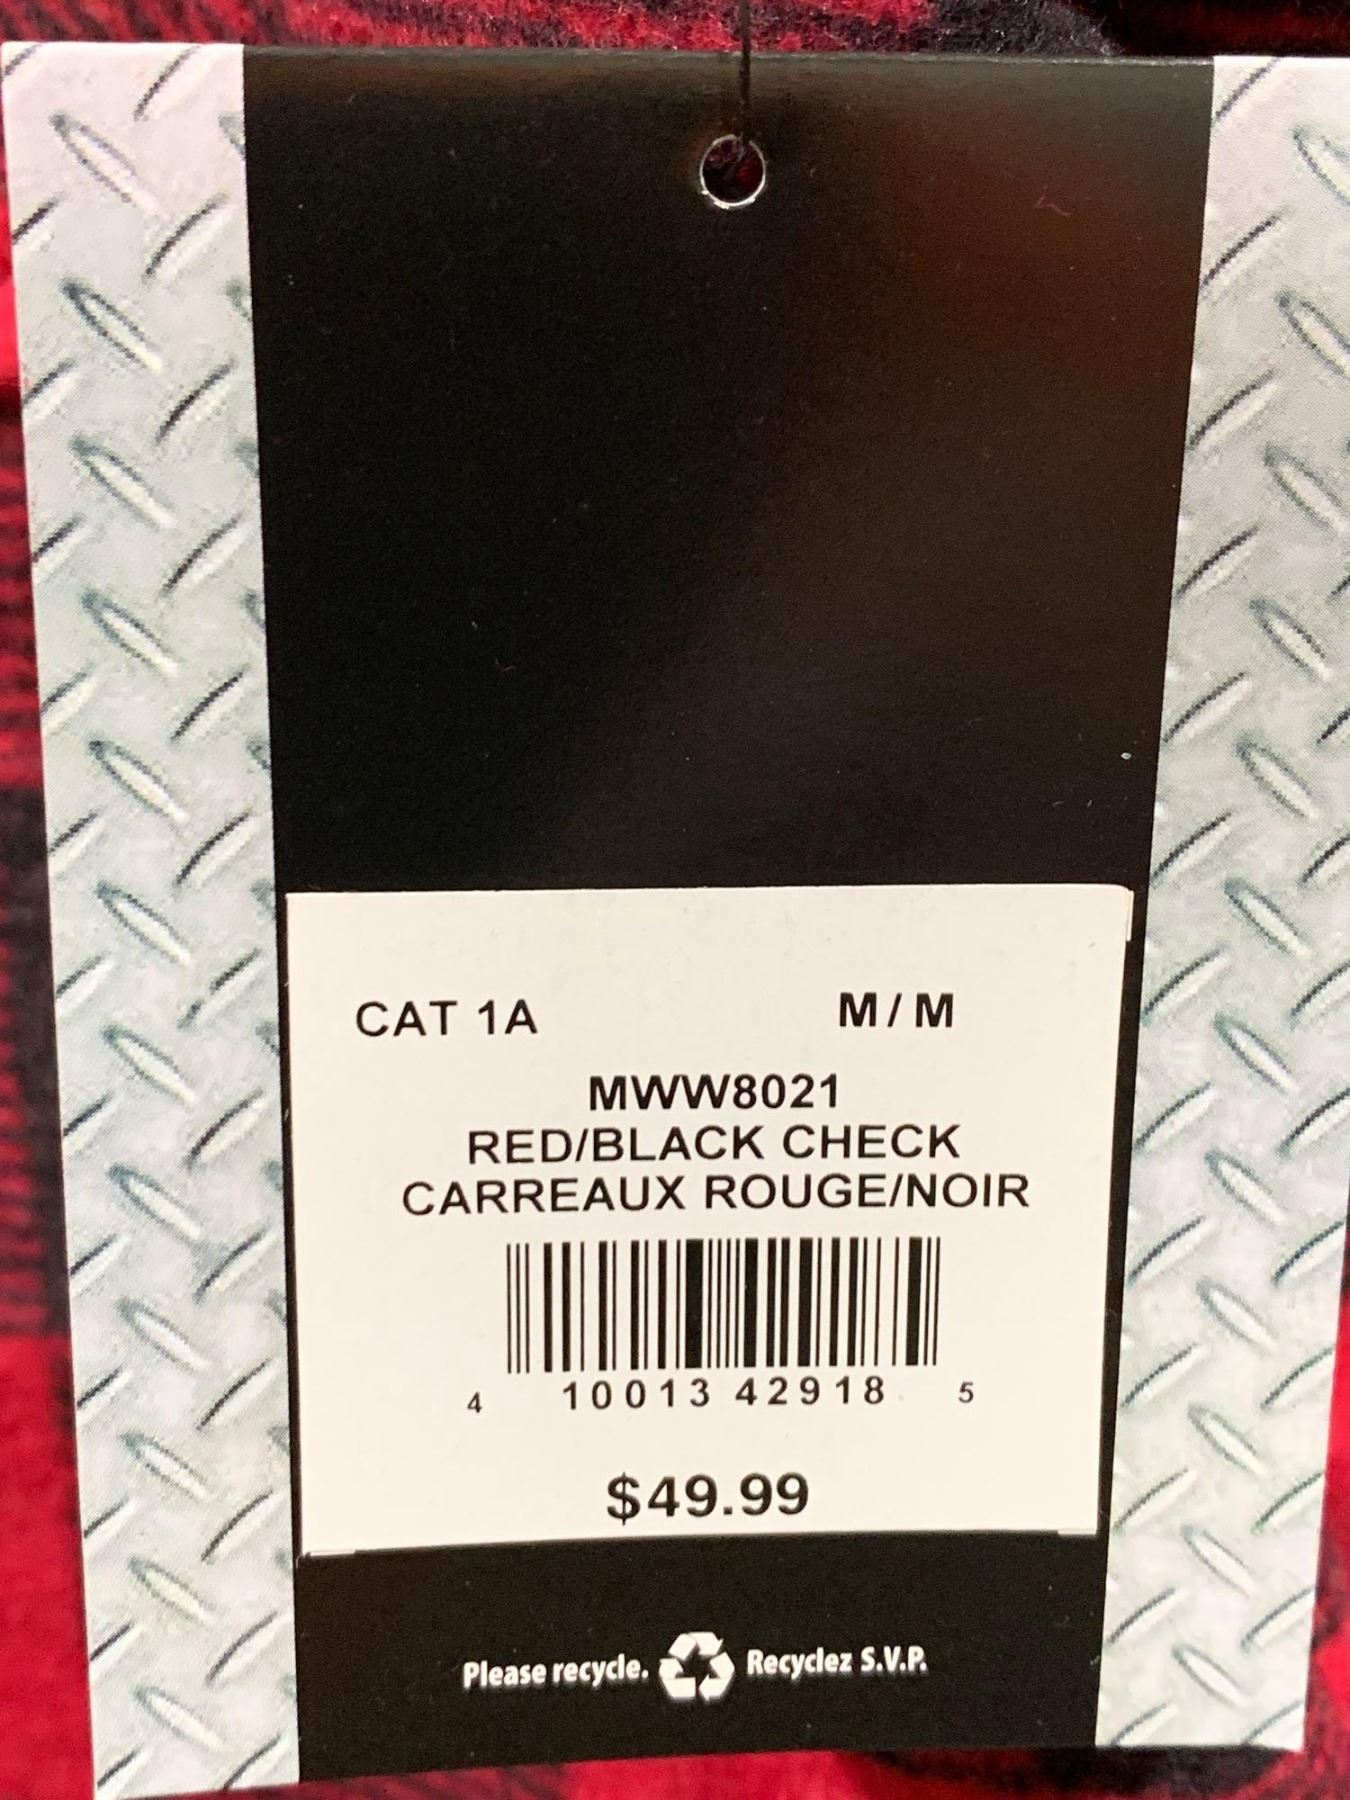 CAT 1A M / M
MWW8021
RED/BLACK CHECK
CARREAUX ROUGE/NOIR
4 10013 42918 5
$49.99
Please recycle. Recyclez S.V.P.